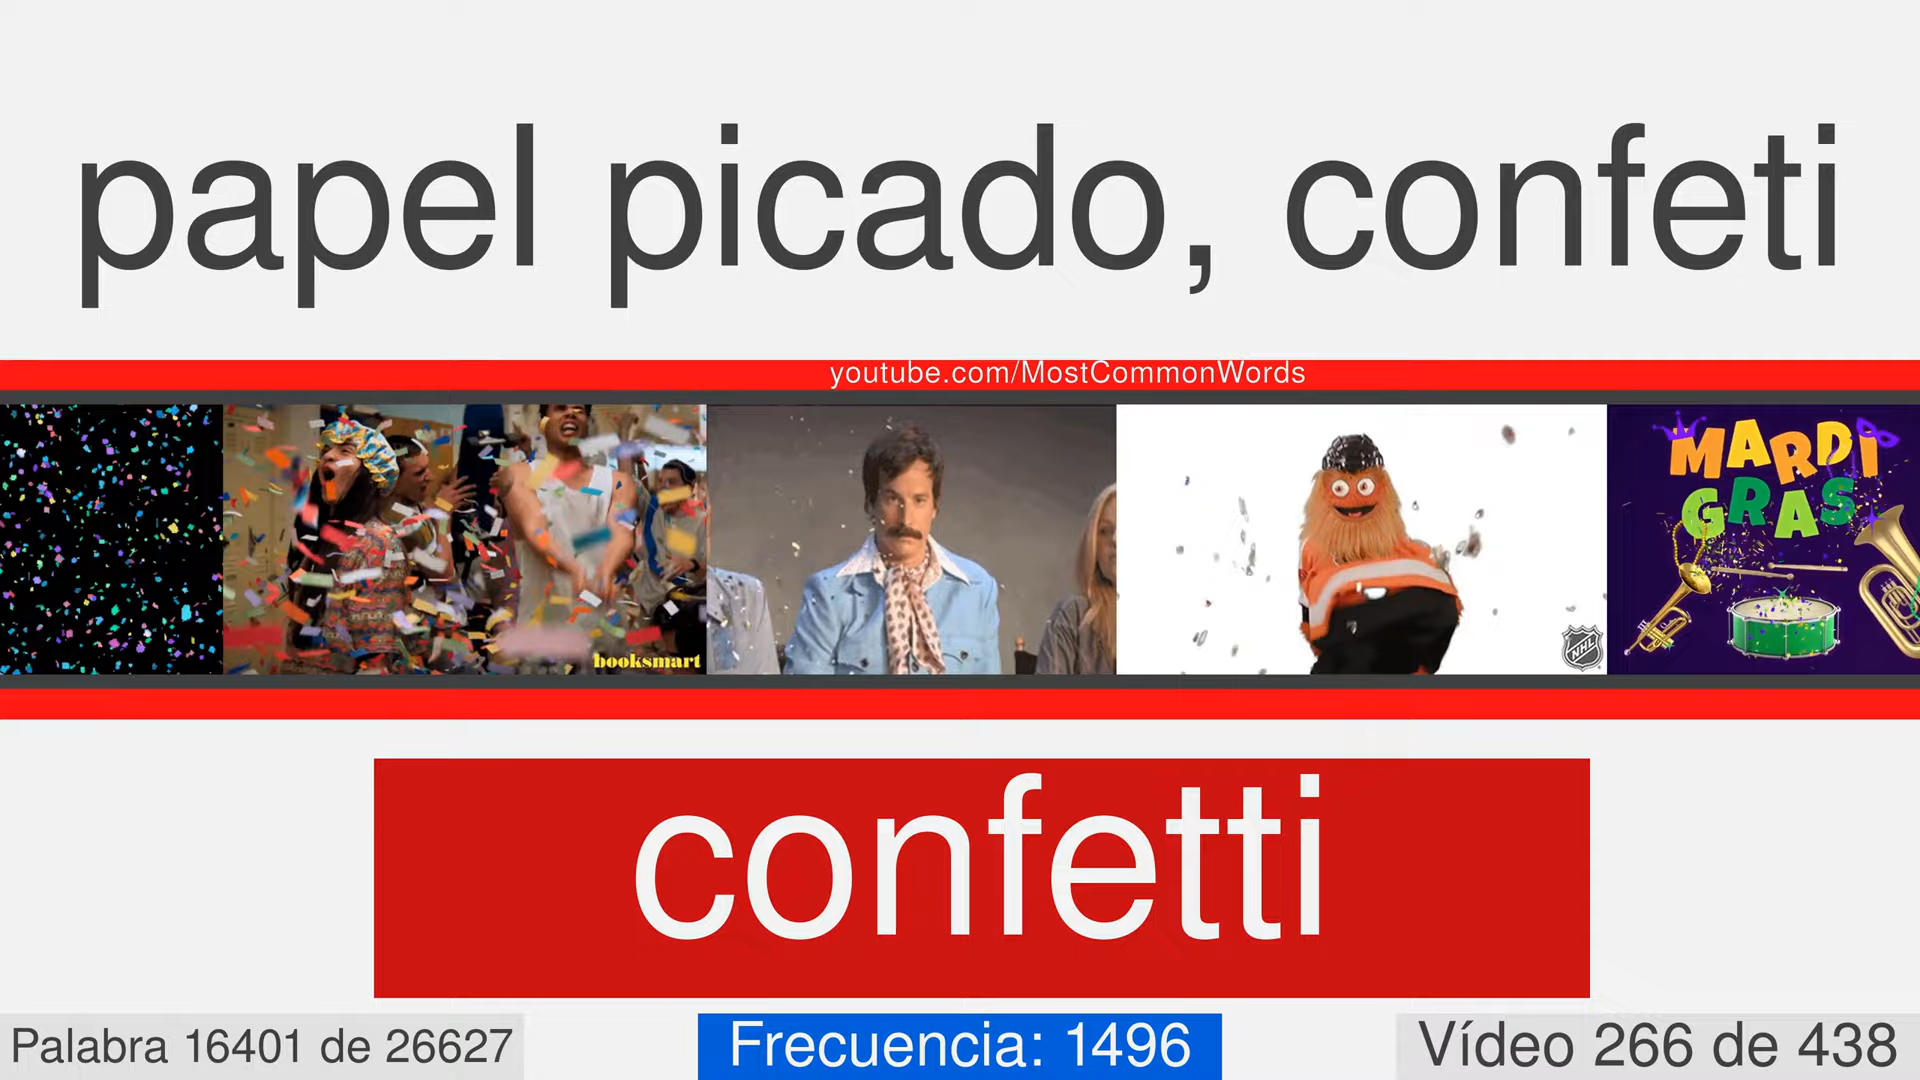 papel picado, confeti
youtube.com/MostCommonWords
booksmart
NHL
MARDI
GRAS
confetti
Palabra 16401 de 26627
Frecuencia: 1496
Vídeo 266 de 438